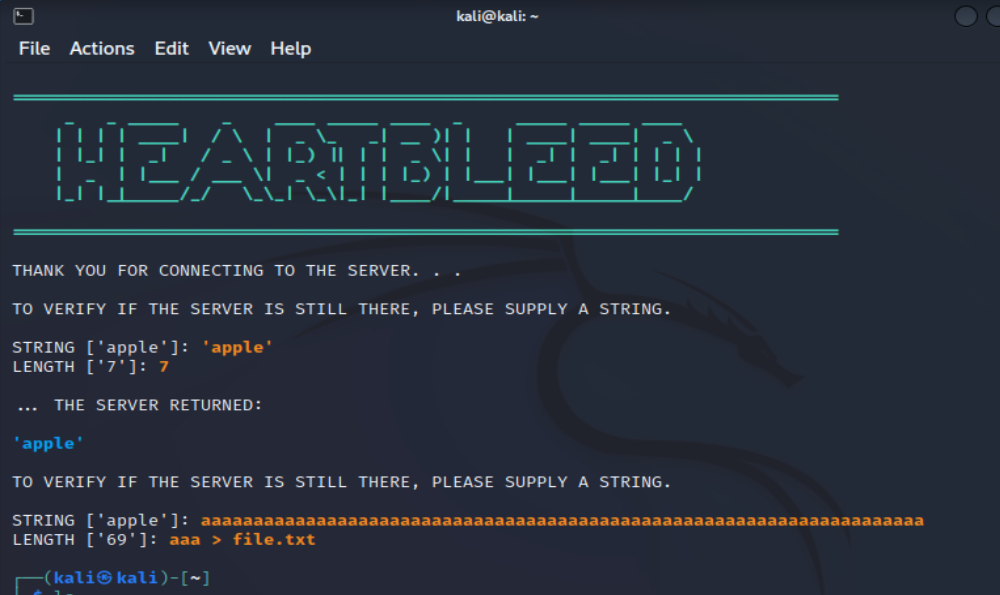 kali@kali: ~
File Actions Edit View Help
HEARTBLEED
THANK YOU FOR CONNECTING TO THE SERVER. . .
TO VERIFY IF THE SERVER IS STILL THERE, PLEASE SUPPLY A STRING.
STRING ['apple']: 'apple'
LENGTH ['7']: 7
... THE SERVER RETURNED:
'apple'
TO VERIFY IF THE SERVER IS STILL THERE, PLEASE SUPPLY A STRING.
STRING ['apple']: aaaaaaaaaaaaaaaaaaaaaaaaaaaaaaaaaaaaaaaaaaaaaaaaaaaaaaaaaaaaaaaaaaaaa
LENGTH ['69']: aaa > file.txt
┌──(kali㉿kali)-[~]